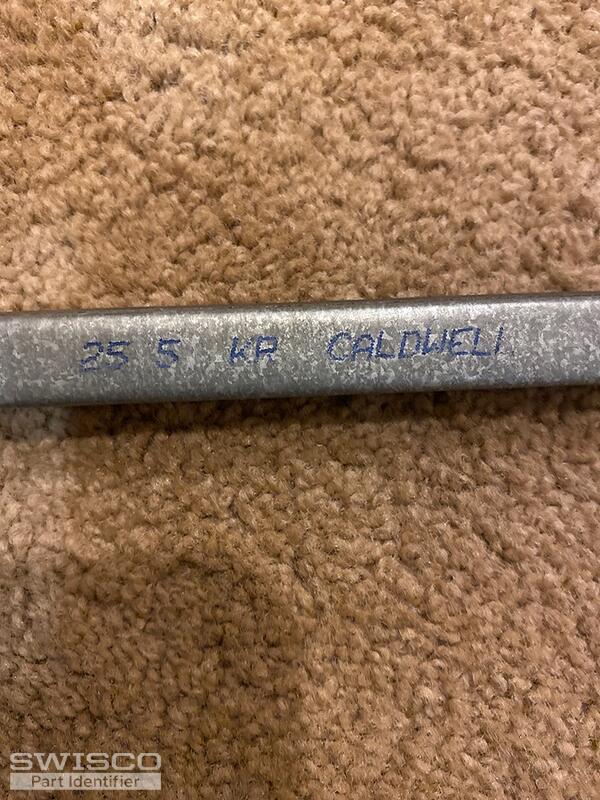 25 5 KR CALDWELL
SWISCO
Part Identifier